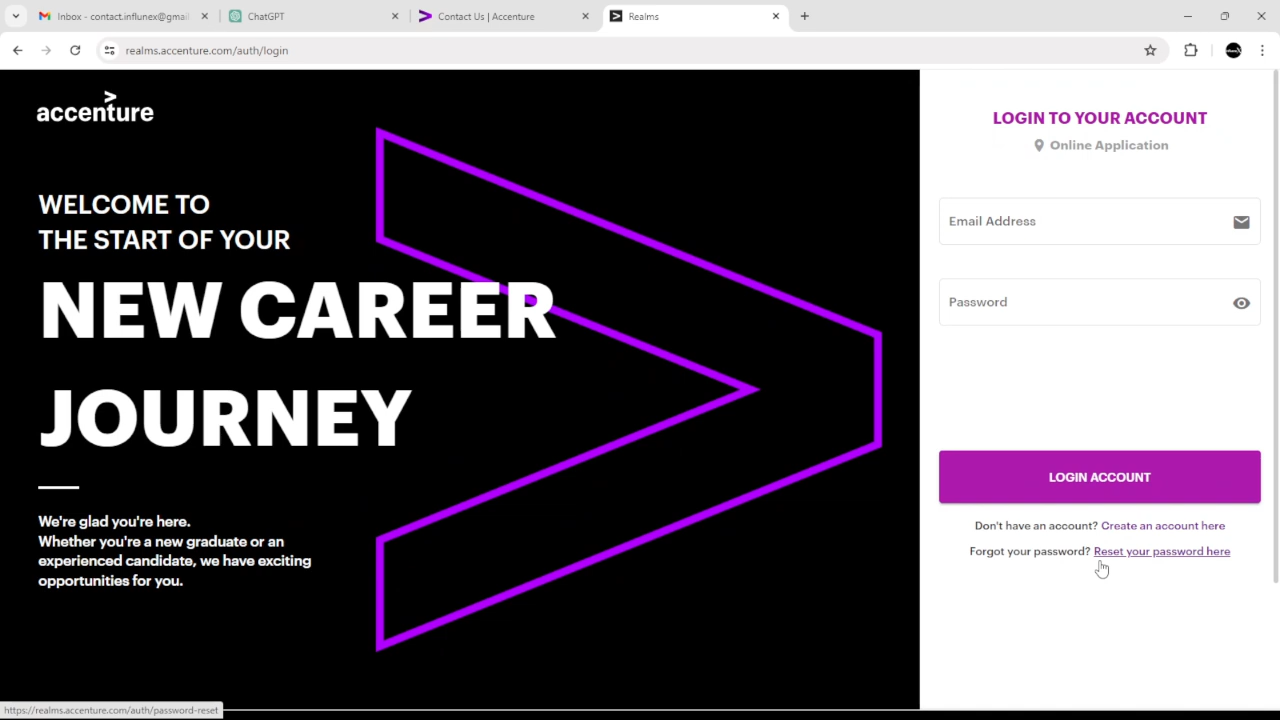 Inbox - contact.influnex@gmai
ChatGPT
Contact Us | Accenture
Realms
realms.accenture.com/auth/login
accenture
WELCOME TO
THE START OF YOUR
NEW CAREER
JOURNEY
We're glad you're here.
Whether you're a new graduate or an
experienced candidate, we have exciting
opportunities for you.
LOGIN TO YOUR ACCOUNT
Online Application
Email Address
Password
LOGIN ACCOUNT
Don't have an account? Create an account here
Forgot your password? Reset your password here
https://realms.accenture.com/auth/password-reset